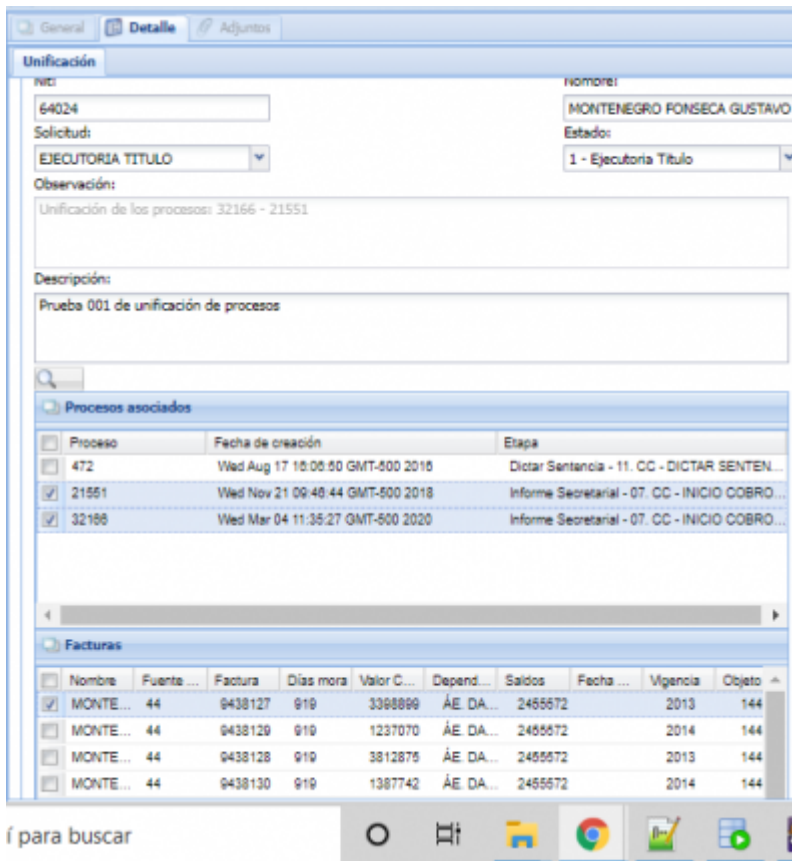 General Detalle Adjuntos
Unificación
Nit: Nombre:
64024 MONTENEGRO FONSECA GUSTAVO
Solicitud: Estado:
EJECUTORIA TITULO 1 - Ejecutoria Título
Observación:
Unificación de los procesos: 32166 - 21551
Descripción:
Prueba 001 de unificación de procesos
Procesos asociados
Proceso Fecha de creación Etapa
472 Wed Aug 17 16:06:50 GMT-500 2016 Dictar Sentencia - 11. CC - DICTAR SENTEN...
21551 Wed Nov 21 09:46:44 GMT-500 2018 Informe Secretarial - 07. CC - INICIO COBRO...
32166 Wed Mar 04 11:35:27 GMT-500 2020 Informe Secretarial - 07. CC - INICIO COBRO...
Facturas
Nombre Fuente ... Factura Días mora Valor C... Depend... Saldos Fecha ... Vigencia Objeto
MONTE... 44 9438127 919 3398899 ÁE. DA... 2455572 2013 144
MONTE... 44 9438129 919 1237070 ÁE. DA... 2455572 2014 144
MONTE... 44 9438128 919 3812875 ÁE. DA... 2455572 2013 144
MONTE... 44 9438130 919 1387742 ÁE. DA... 2455572 2014 144
í para buscar